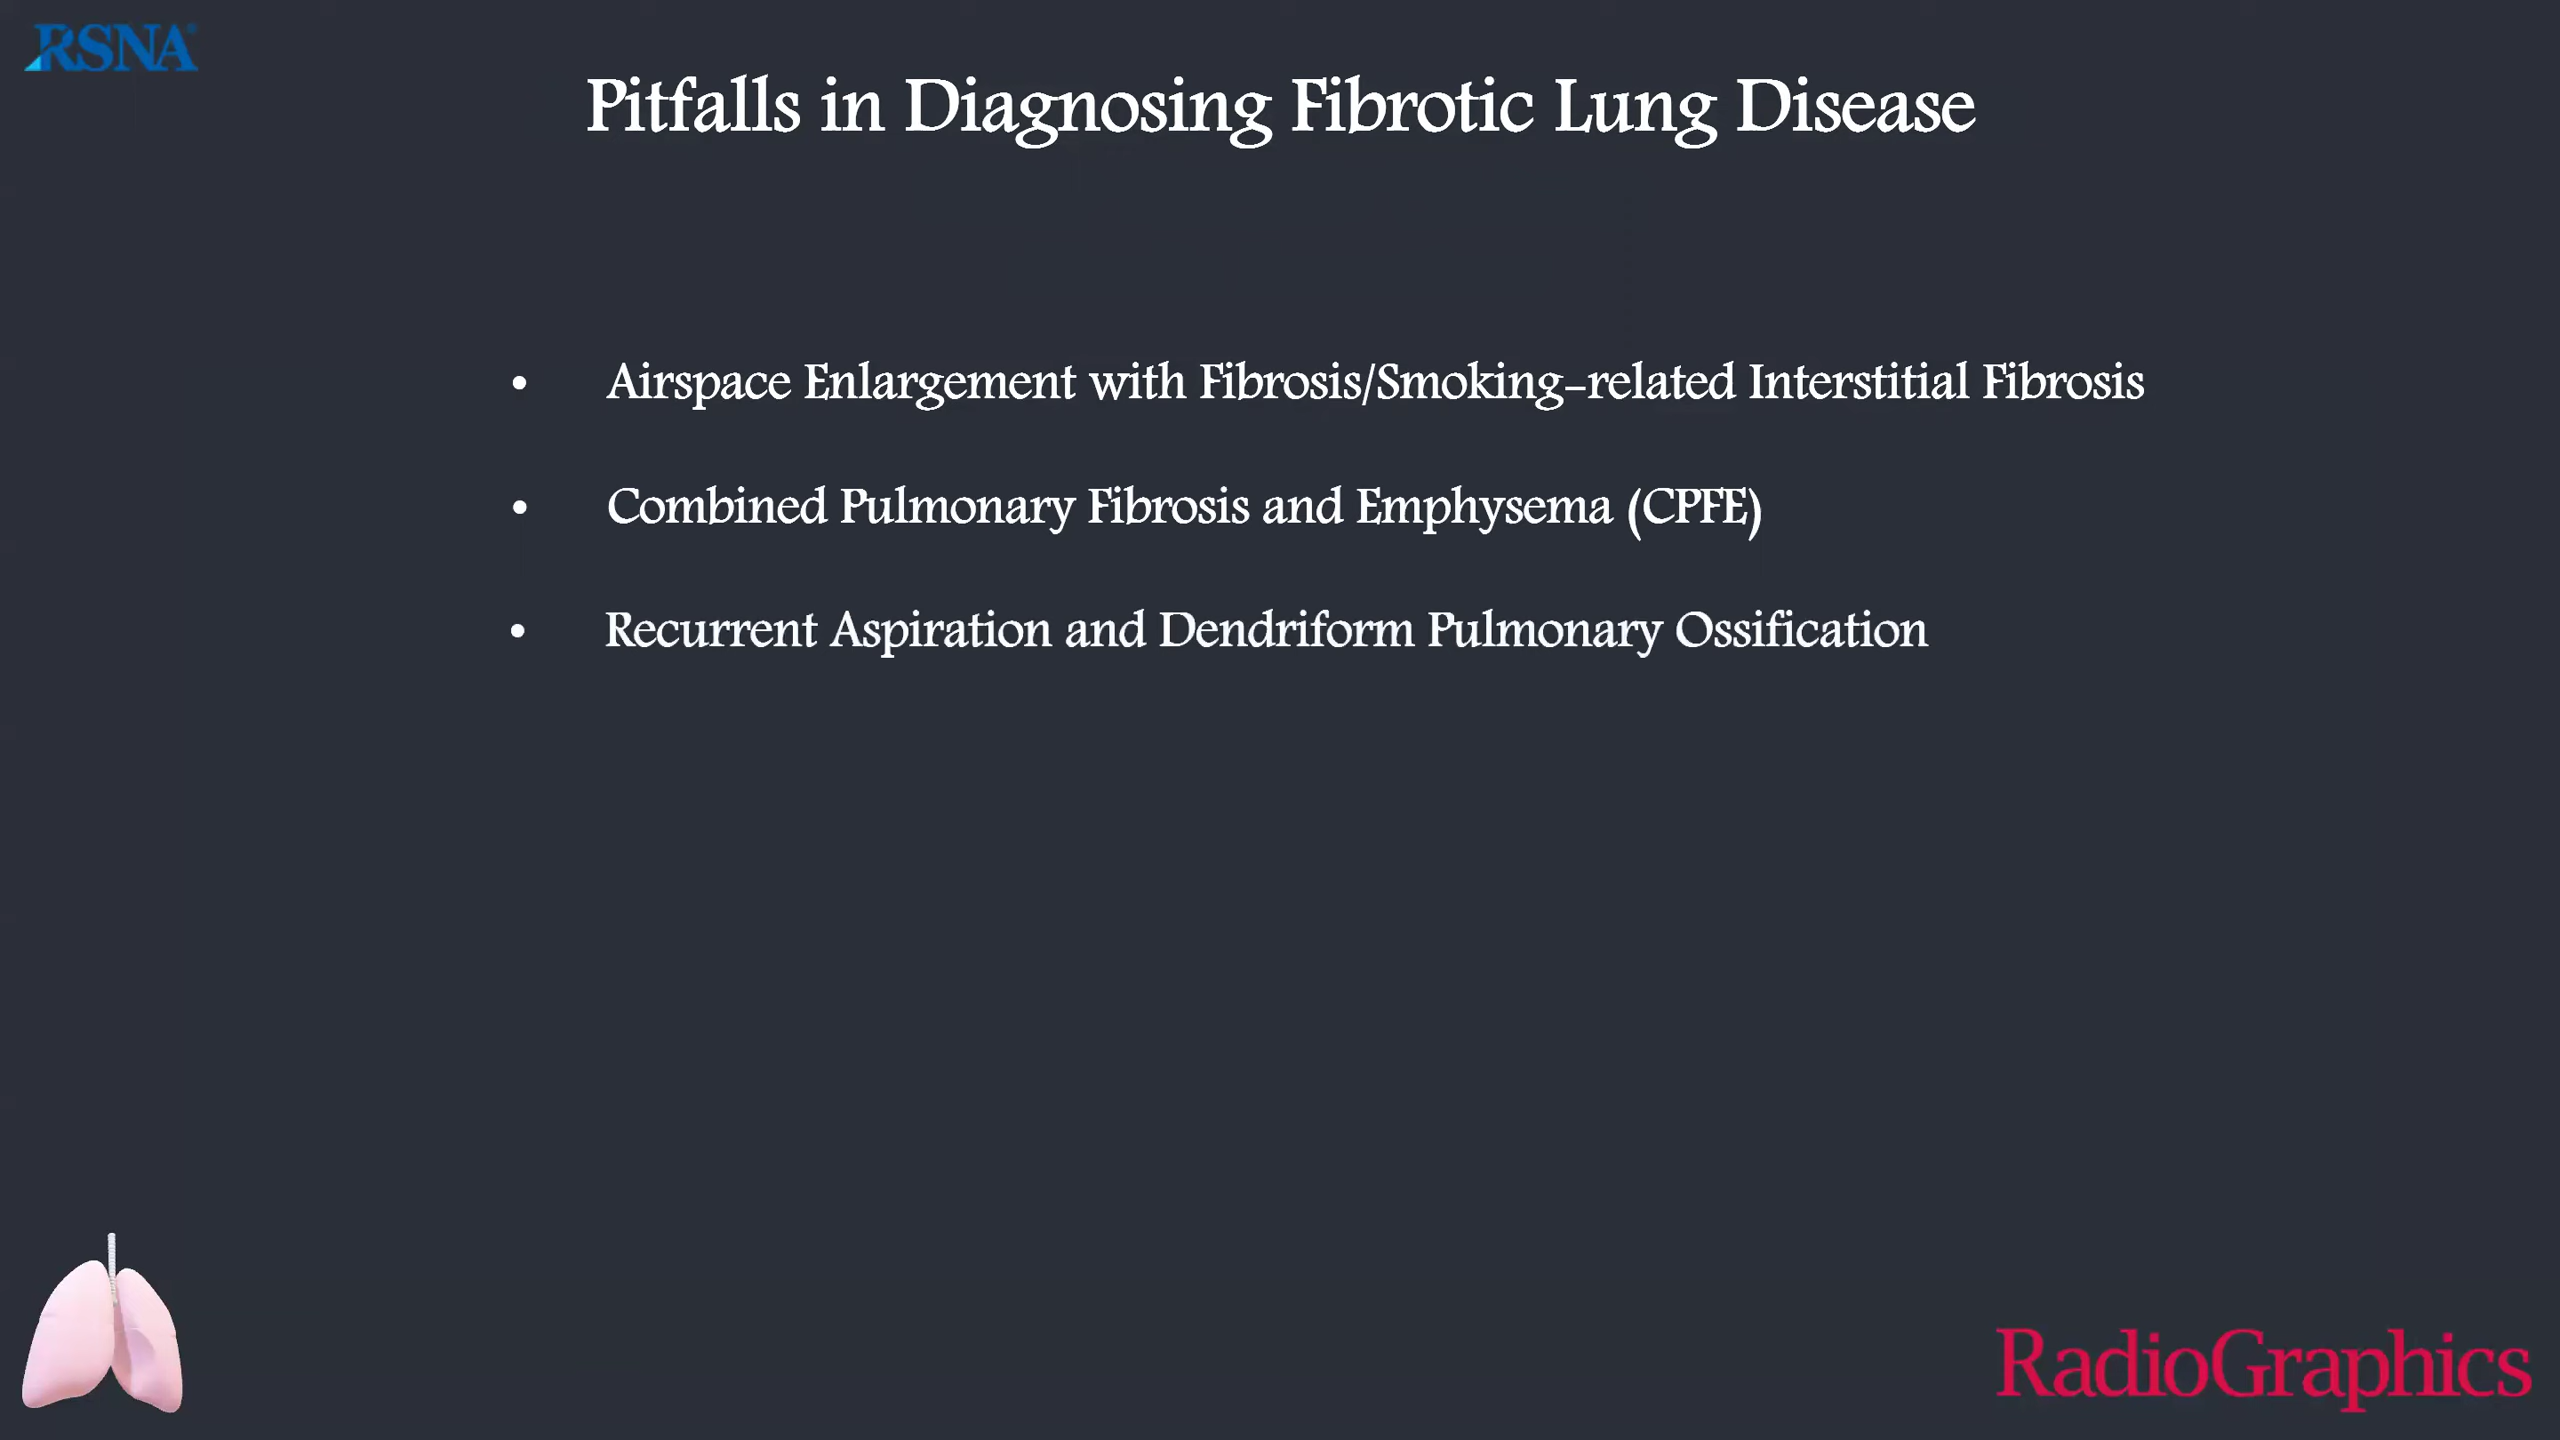 RSNA®
Pitfalls in Diagnosing Fibrotic Lung Disease
• Airspace Enlargement with Fibrosis/Smoking-related Interstitial Fibrosis
• Combined Pulmonary Fibrosis and Emphysema (CPFE)
• Recurrent Aspiration and Dendriform Pulmonary Ossification
RadioGraphics